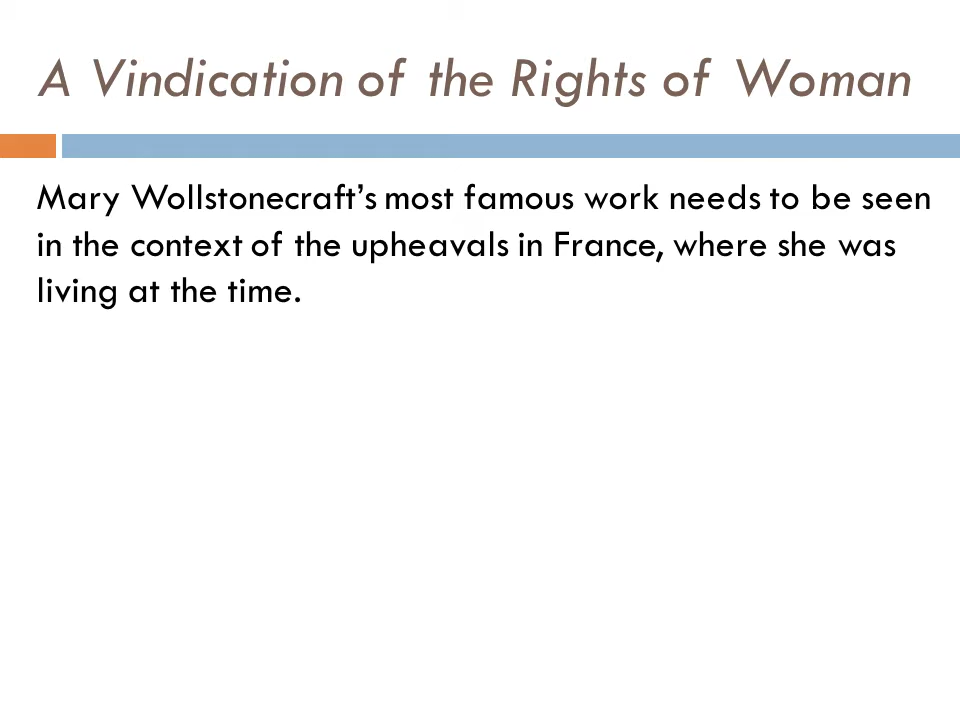 A Vindication of the Rights of Woman
Mary Wollstonecraft’s most famous work needs to be seen
in the context of the upheavals in France, where she was
living at the time.